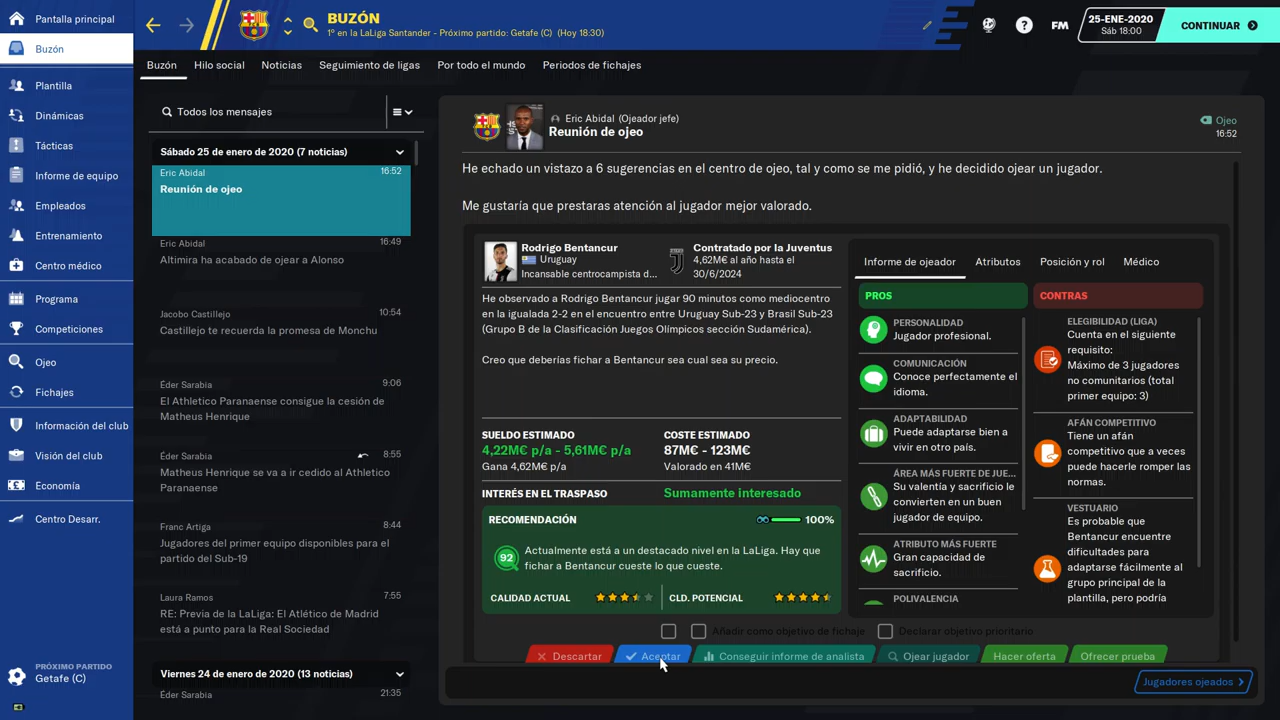 Pantalla principal
Buzón
Plantilla
Dinámicas
Tácticas
Informe de equipo
Empleados
Entrenamiento
Centro médico
Programa
Competiciones
Ojeo
Fichajes
Información del club
Visión del club
Economía
Centro Desarr.
PRÓXIMO PARTIDO
Getafe (C)
BUZÓN
1º en la LaLiga Santander - Próximo partido: Getafe (C) (Hoy 18:30)
FM
25-ENE-2020
Sáb 18:00
CONTINUAR
Buzón
Hilo social
Noticias
Seguimiento de ligas
Por todo el mundo
Periodos de fichajes
Todos los mensajes
Sábado 25 de enero de 2020 (7 noticias)
Eric Abidal 16:52
Reunión de ojeo
Eric Abidal 16:49
Altimira ha acabado de ojear a Alonso
Jacobo Castillejo 10:54
Castillejo te recuerda la promesa de Monchu
Éder Sarabia 9:06
El Athletico Paranaense consigue la cesión de
Matheus Henrique
Éder Sarabia 8:55
Matheus Henrique se va a ir cedido al Athletico
Paranaense
Franc Artiga 8:44
Jugadores del primer equipo disponibles para el
partido del Sub-19
Laura Ramos 7:55
RE: Previa de la LaLiga: El Atlético de Madrid
está a punto para la Real Sociedad
Viernes 24 de enero de 2020 (13 noticias)
Éder Sarabia 21:35
Eric Abidal (Ojeador jefe)
Reunión de ojeo
Ojeo
16:52
He echado un vistazo a 6 sugerencias en el centro de ojeo, tal y como se me pidió, y he decidido ojear un jugador.
Me gustaría que prestaras atención al jugador mejor valorado.
Rodrigo Bentancur
Uruguay
Incansable centrocampista d...
Contratado por la Juventus
4,62M€ al año hasta el
30/6/2024
He observado a Rodrigo Bentancur jugar 90 minutos como mediocentro
en la igualada 2-2 en el encuentro entre Uruguay Sub-23 y Brasil Sub-23
(Grupo B de la Clasificación Juegos Olímpicos sección Sudamérica).
Creo que deberías fichar a Bentancur sea cual sea su precio.
SUELDO ESTIMADO
4,22M€ p/a - 5,61M€ p/a
Gana 4,62M€ p/a
COSTE ESTIMADO
87M€ - 123M€
Valorado en 41M€
INTERÉS EN EL TRASPASO
Sumamente interesado
RECOMENDACIÓN
100%
92
Actualmente está a un destacado nivel en la LaLiga. Hay que
fichar a Bentancur cueste lo que cueste.
CALIDAD ACTUAL
CLD. POTENCIAL
Informe de ojeador
Atributos
Posición y rol
Médico
PROS
PERSONALIDAD
Jugador profesional.
COMUNICACIÓN
Conoce perfectamente el
idioma.
ADAPTABILIDAD
Puede adaptarse bien a
vivir en otro país.
ÁREA MÁS FUERTE DE JUE...
Su valentía y sacrificio le
convierten en un buen
jugador de equipo.
ATRIBUTO MÁS FUERTE
Gran capacidad de
sacrificio.
POLIVALENCIA
CONTRAS
ELEGIBILIDAD (LIGA)
Cuenta en el siguiente
requisito:
Máximo de 3 jugadores
no comunitarios (total
primer equipo: 3)
AFÁN COMPETITIVO
Tiene un afán
competitivo que a veces
puede hacerle romper las
normas.
VESTUARIO
Es probable que
Bentancur encuentre
dificultades para
adaptarse fácilmente al
grupo principal de la
plantilla, pero podría
Añadir como objetivo de fichaje
Declarar objetivo prioritario
Descartar
Aceptar
Conseguir informe de analista
Ojear jugador
Hacer oferta
Ofrecer prueba
Jugadores ojeados